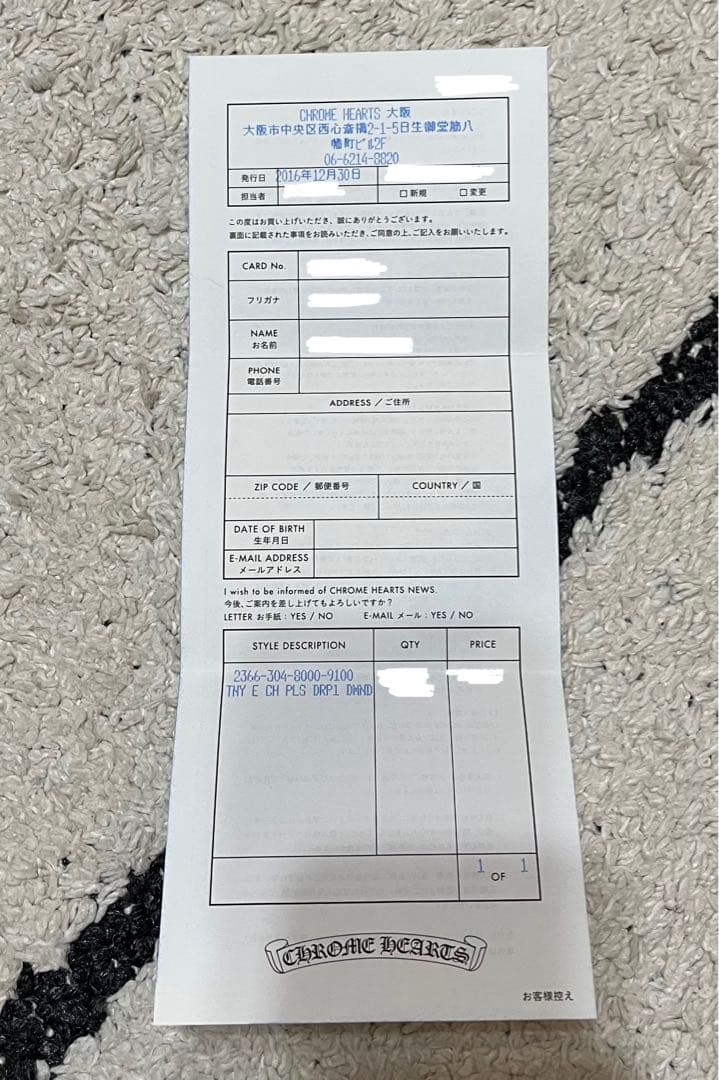 CHROME HEARTS 大阪
大阪市中央区西心斎橋2-1-5日生御堂筋八
幡町ビル2F
06-6214-8820
発行日 2016年12月30日
担当者 □ 新規 □ 変更
この度はお買い上げいただき、誠にありがとうございます。
裏面に記載された事項をお読みいただき、ご同意の上、ご記入をお願いいたします。
CARD No.
フリガナ
NAME
お名前
PHONE
電話番号
ADDRESS / ご住所
ZIP CODE / 郵便番号 COUNTRY / 国
DATE OF BIRTH
生年月日
E-MAIL ADDRESS
メールアドレス
I wish to be informed of CHROME HEARTS NEWS.
今後、ご案内を差し上げてもよろしいですか？
LETTER お手紙：YES / NO E-MAIL メール：YES / NO
STYLE DESCRIPTION QTY PRICE
2366-304-8000-9100
TNY E CH PLS DRP1 DMND
1 OF 1
CHROME HEARTS
お客様控え